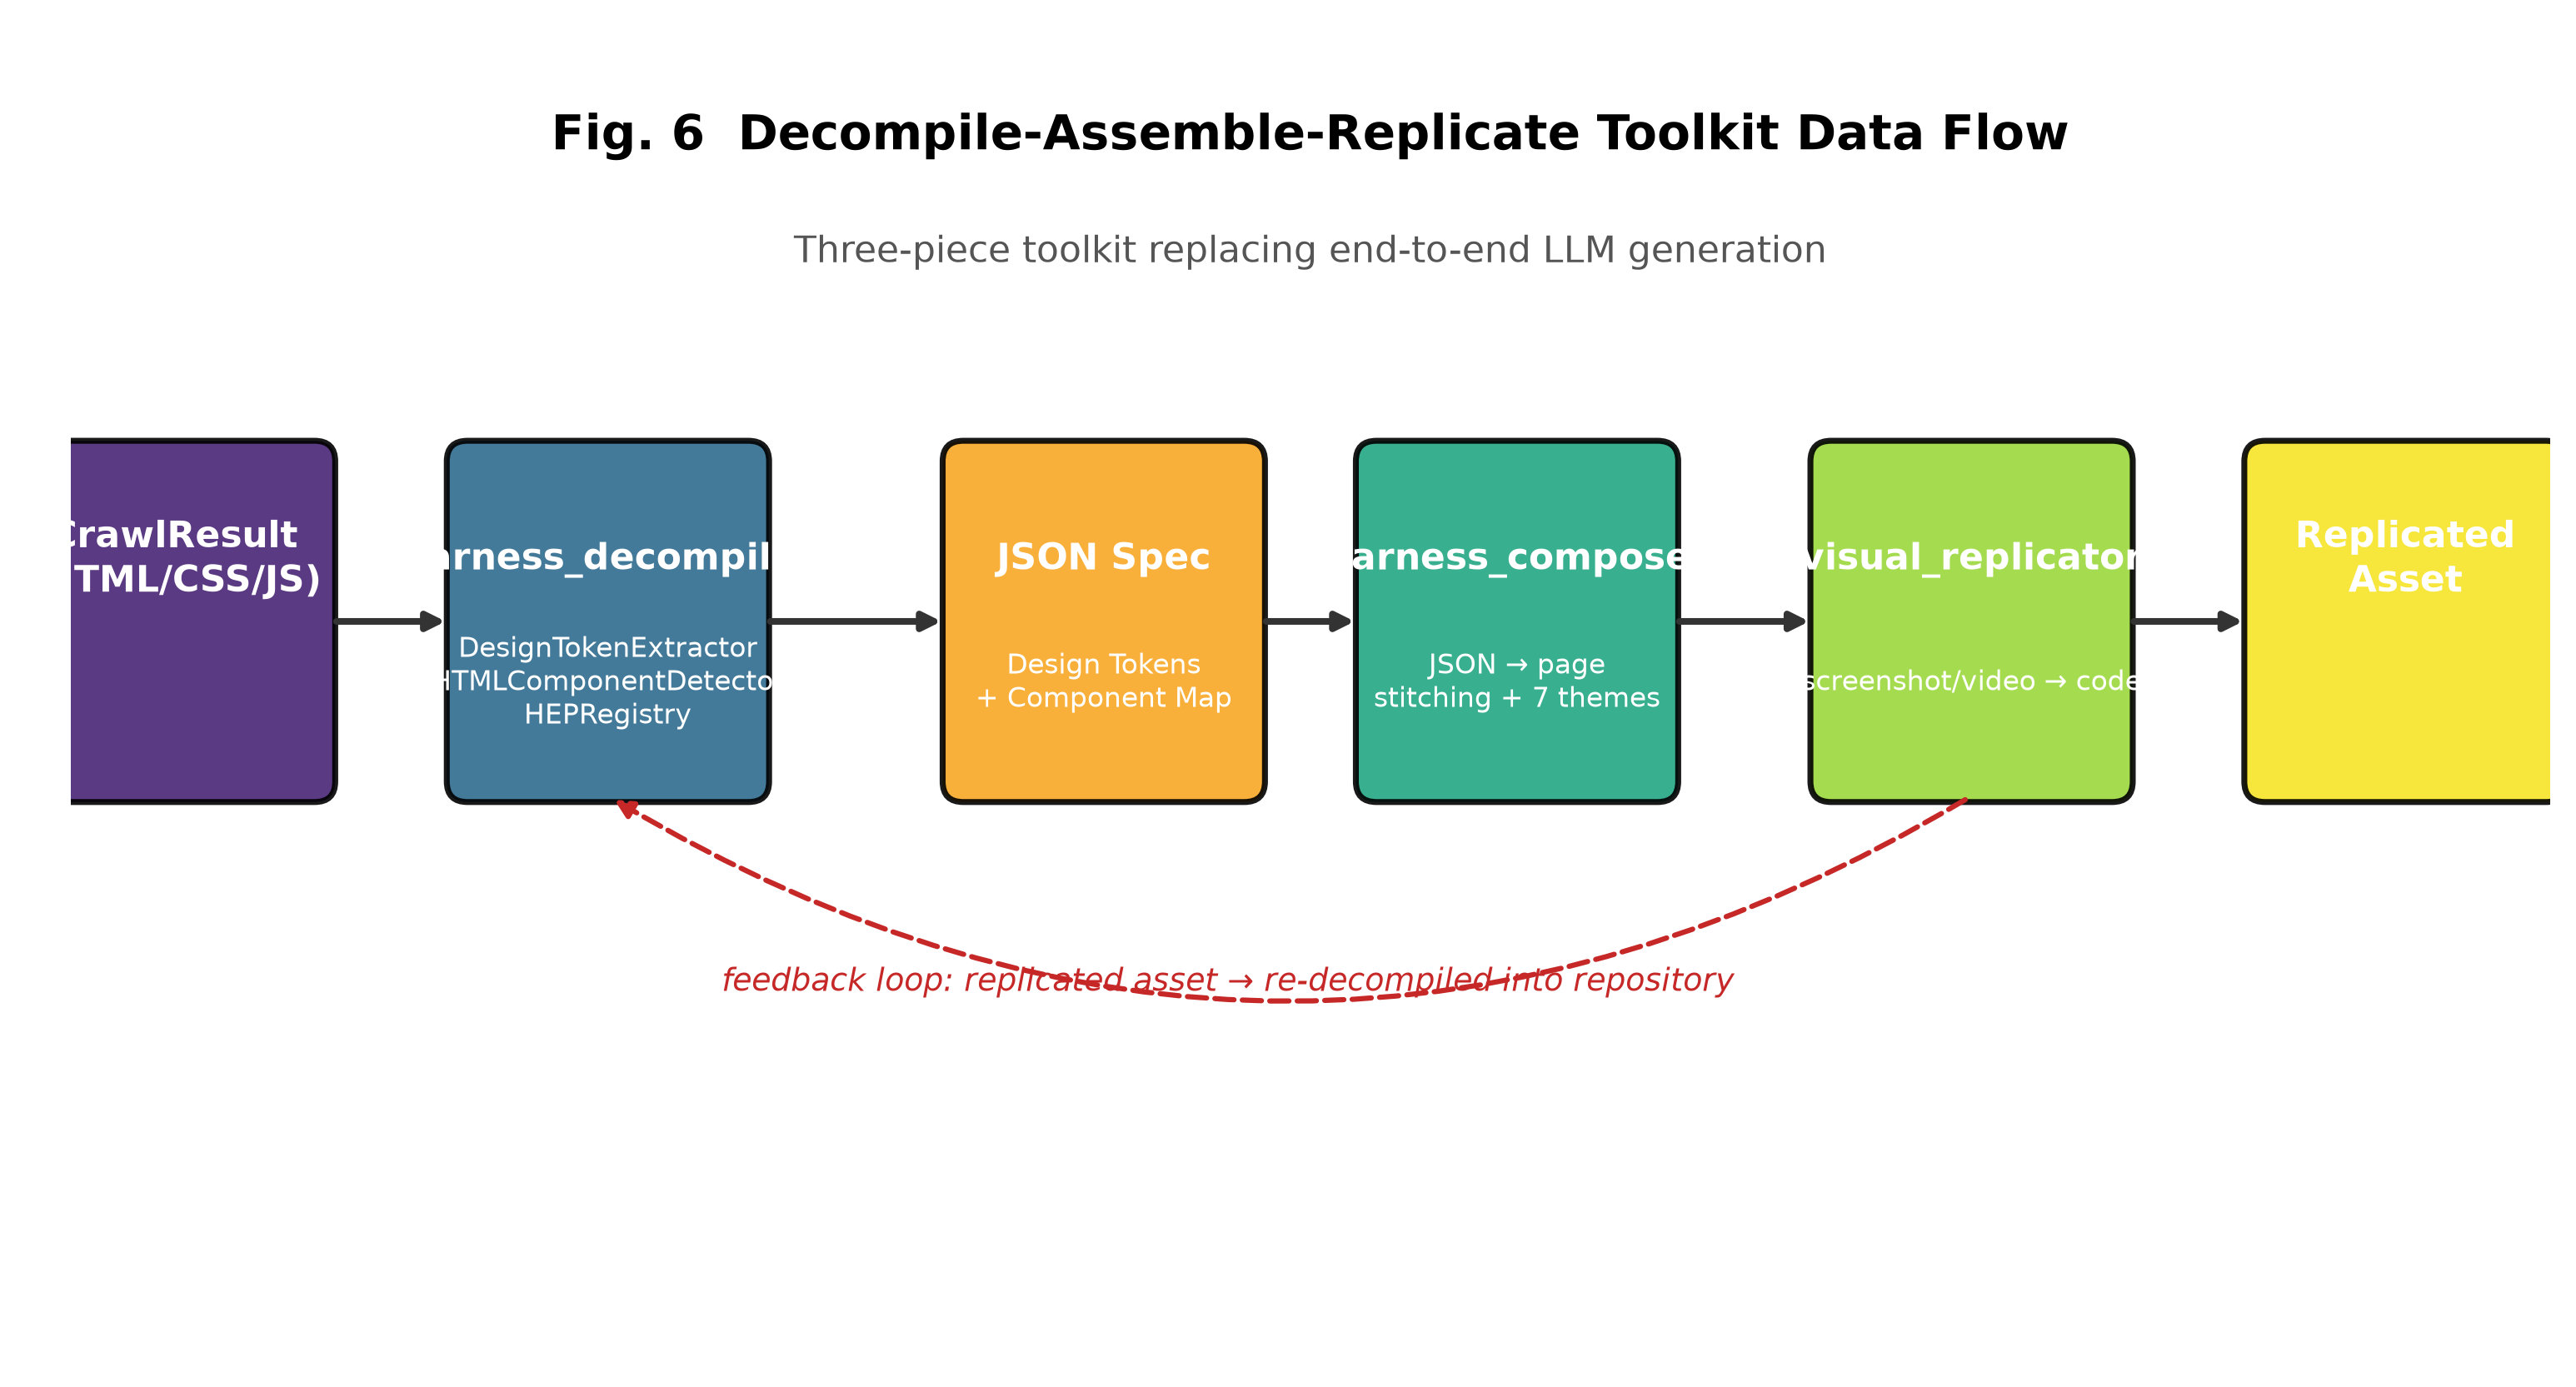 Fig. 6 Decompile-Assemble-Replicate Toolkit Data Flow
Three-piece toolkit replacing end-to-end LLM generation
CrawlResult
TML/CSS/JS)
arness_decompil
DesignTokenExtractor
HTMLComponentDetecto
HEPRegistry
JSON Spec
Design Tokens
+ Component Map
arness_compose
JSON → page
stitching + 7 themes
visual_replicator
screenshot/video → code
Replicated
Asset
feedback loop: replicated asset → re-decompiled into repository